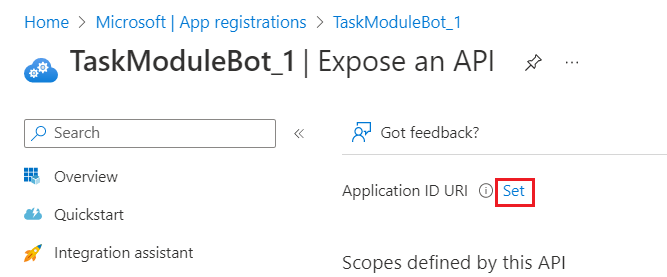 Home > Microsoft | App registrations > TaskModuleBot_1
TaskModuleBot_1 | Expose an API
Search
Got feedback?
Overview
Application ID URI Set
Quickstart
Integration assistant
Scopes defined by this API